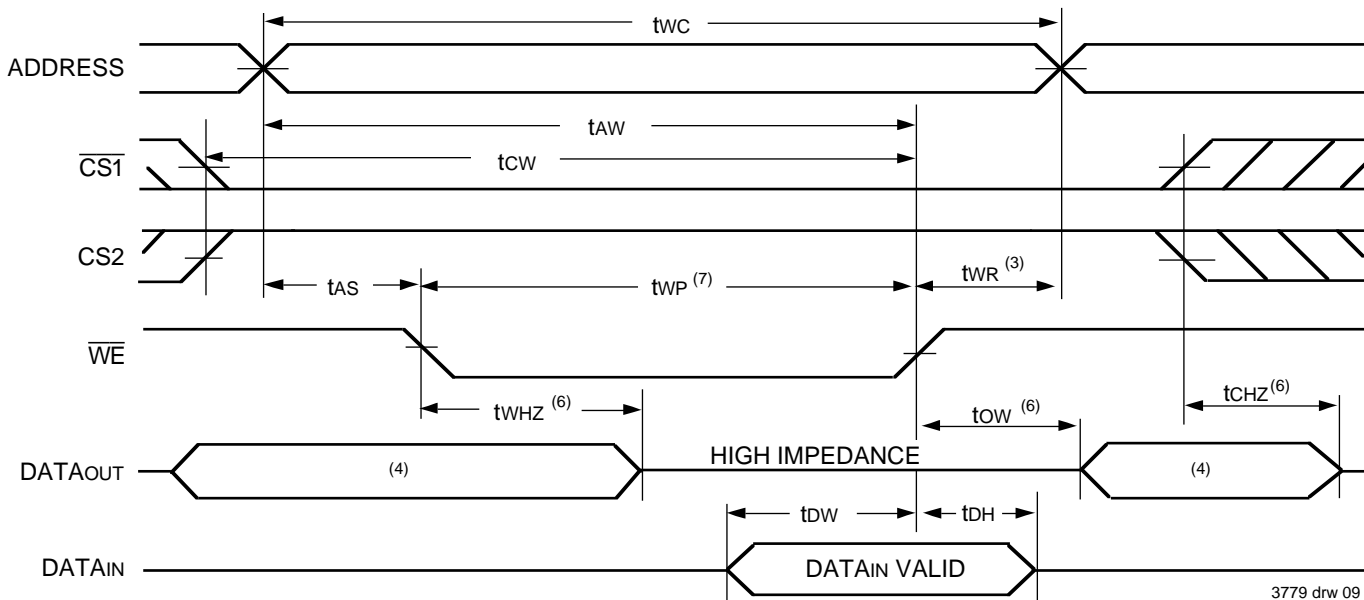 tWC
ADDRESS
tAW
tCW
CS1
CS2
tAS
tWP (7)
tWR (3)
WE
tWHZ (6)
tOW (6)
tCHZ (6)
DATAOUT
(4)
HIGH IMPEDANCE
(4)
tDW
tDH
DATAIN
DATAIN VALID
3779 drw 09